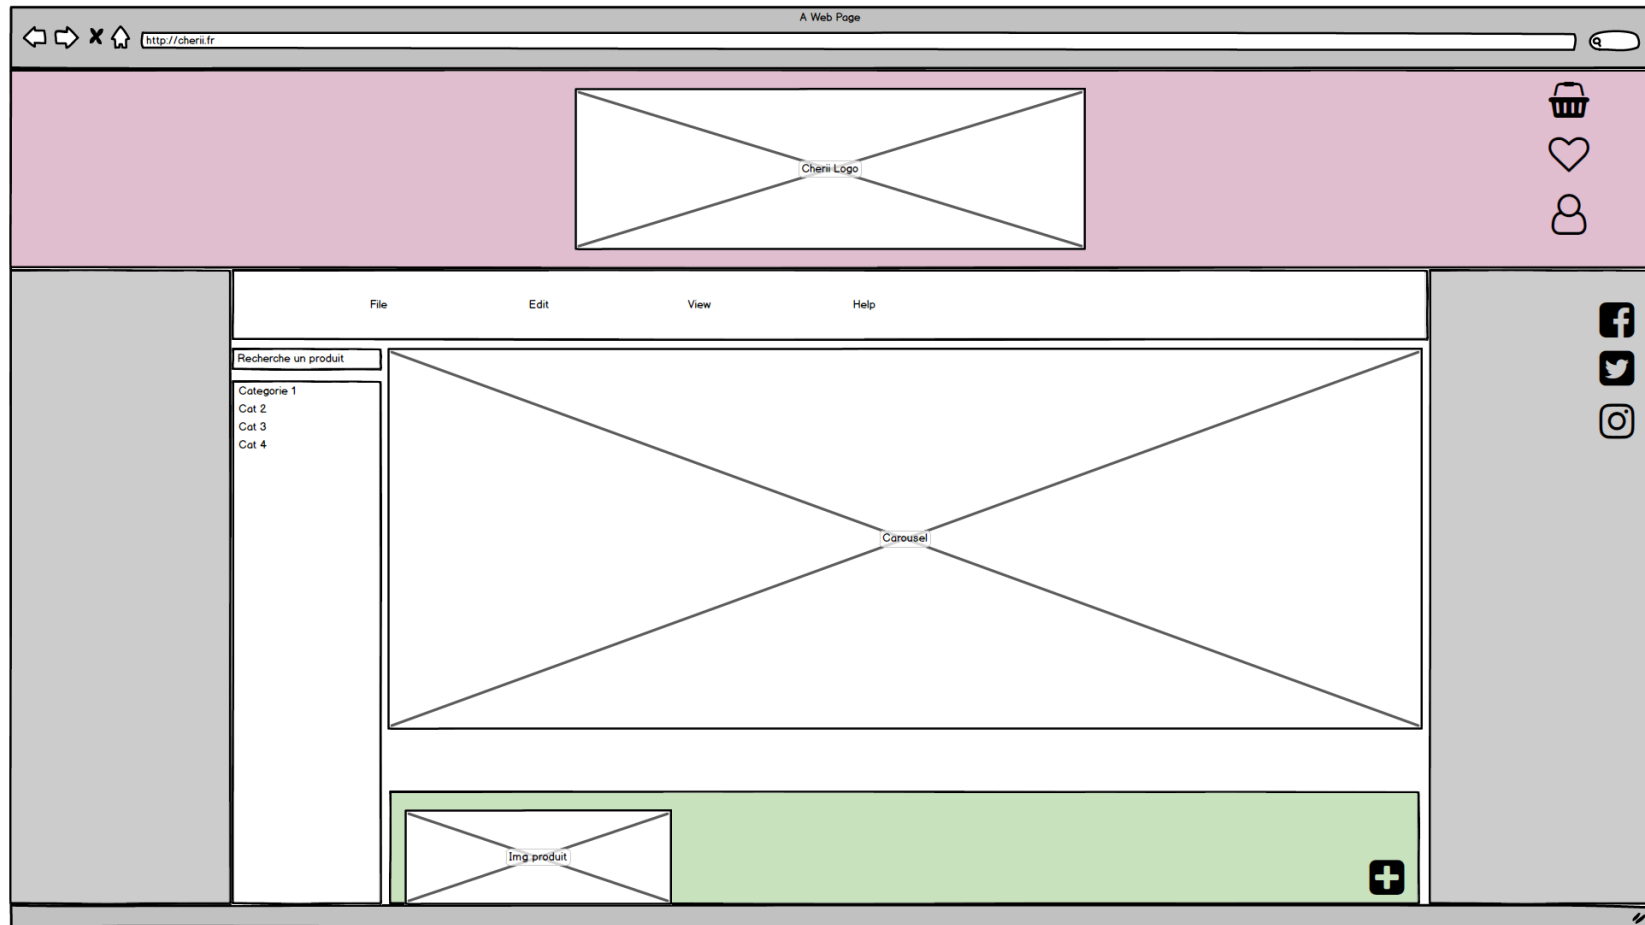 A Web Page
http://cherii.fr
Cherii Logo
File Edit View Help
Recherche un produit
Categorie 1
Cat 2
Cat 3
Cat 4
Carousel
Img produit